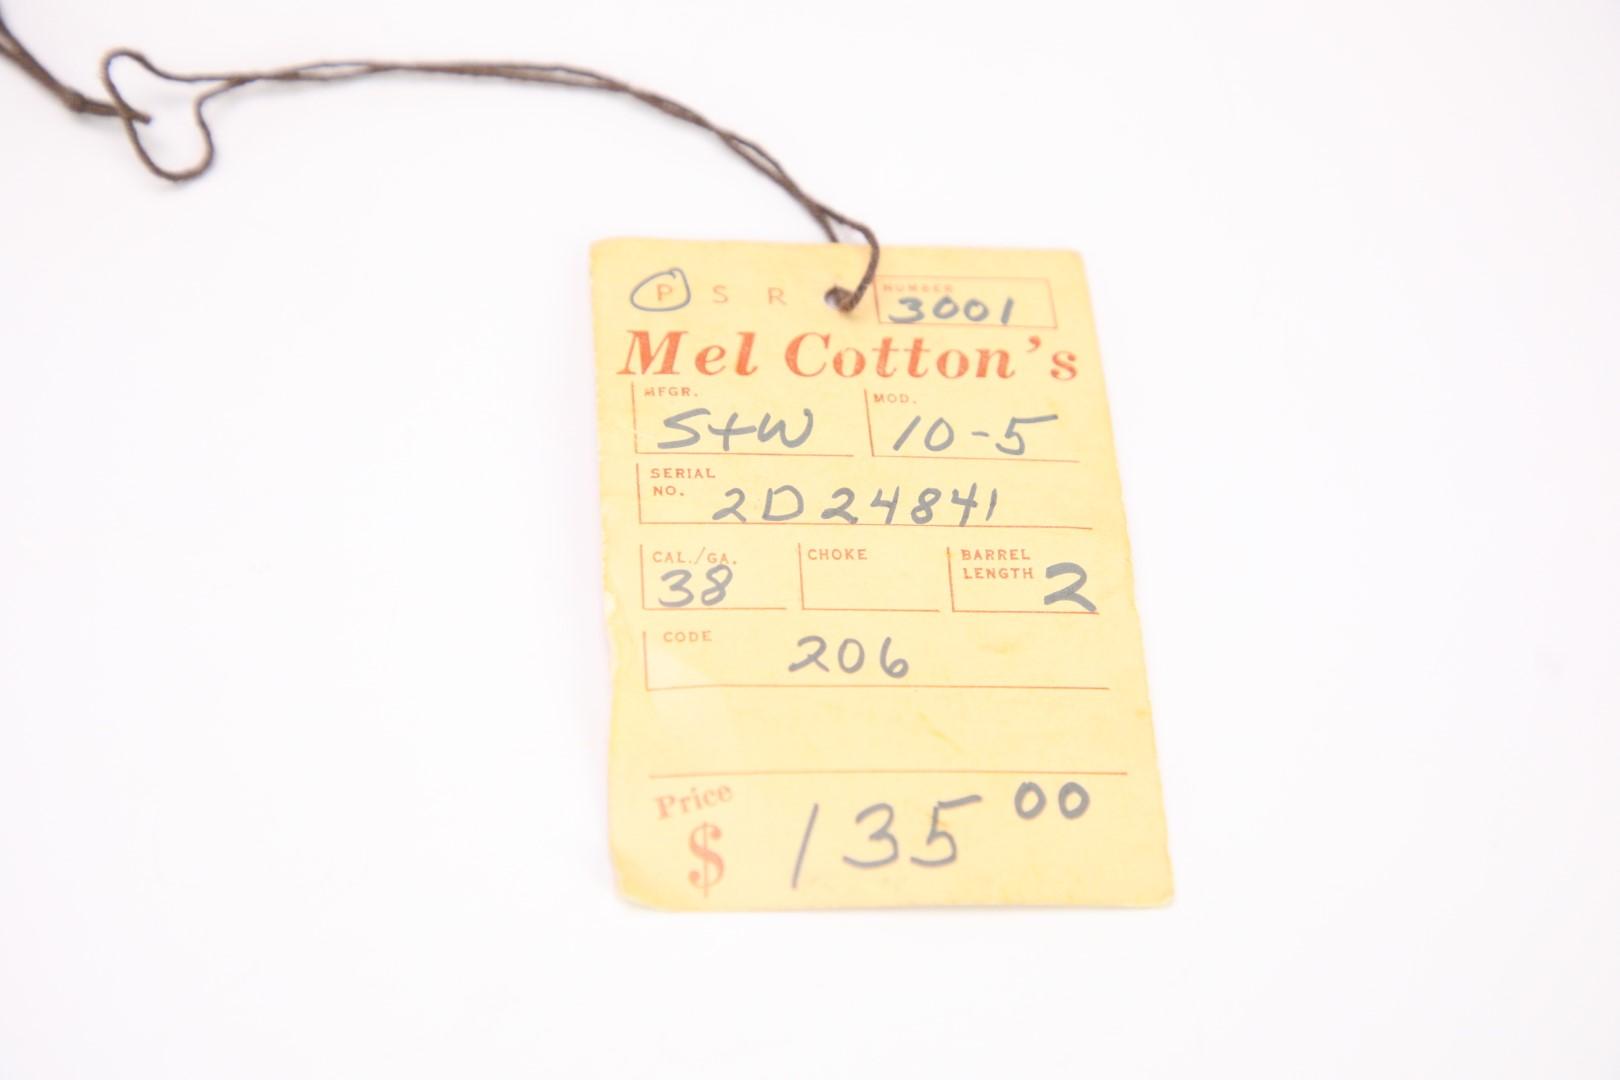 P S R NUMBER 3001
Mel Cotton's
MFGR. S+W MOD. 10-5
SERIAL NO. 2D24841
CAL./GA. 38 CHOKE BARREL LENGTH 2
CODE 206
Price $ 135 00